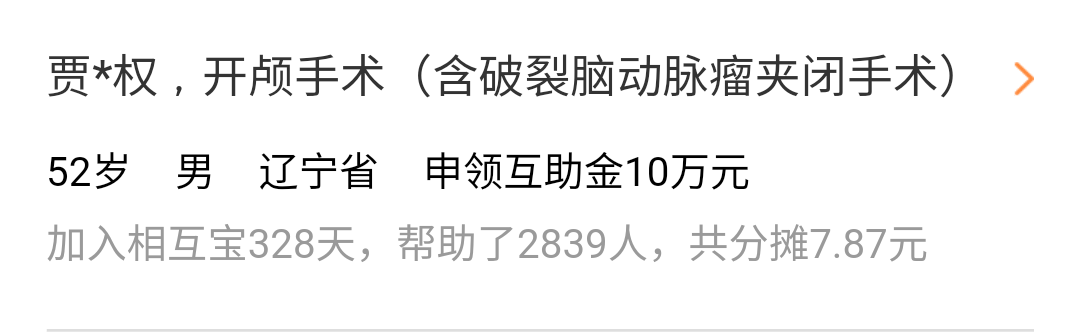 贾*权，开颅手术（含破裂脑动脉瘤夹闭手术）
52岁 男 辽宁省 申领互助金10万元
加入相互宝328天，帮助了2839人，共分摊7.87元